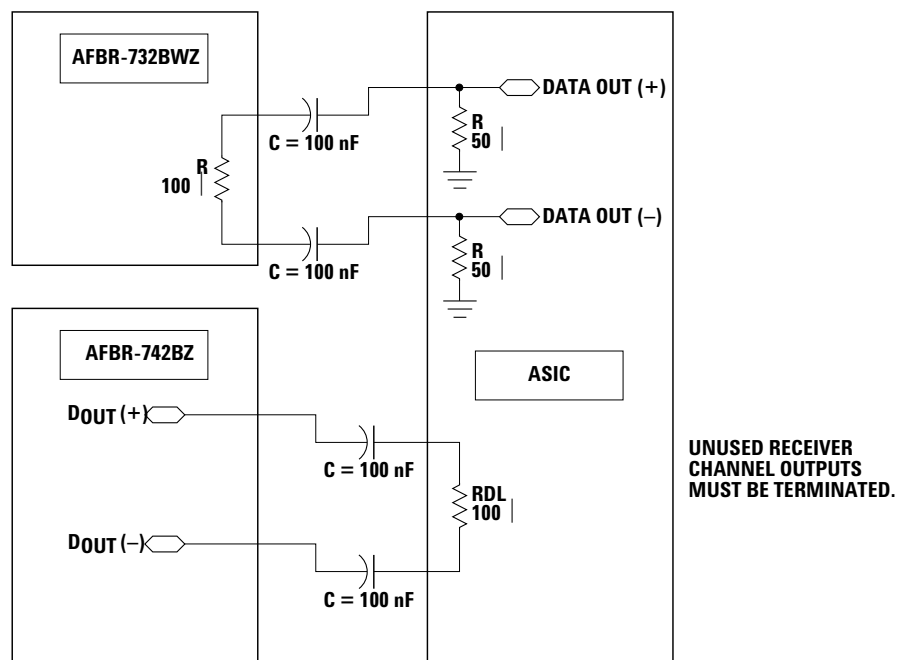 AFBR-732BWZ
DATA OUT (+)
C = 100 nF
R
50 |
R
100 |
DATA OUT (–)
C = 100 nF
R
50 |
AFBR-742BZ
ASIC
DOUT (+)
C = 100 nF
UNUSED RECEIVER
CHANNEL OUTPUTS
MUST BE TERMINATED.
RDL
100 |
DOUT (–)
C = 100 nF